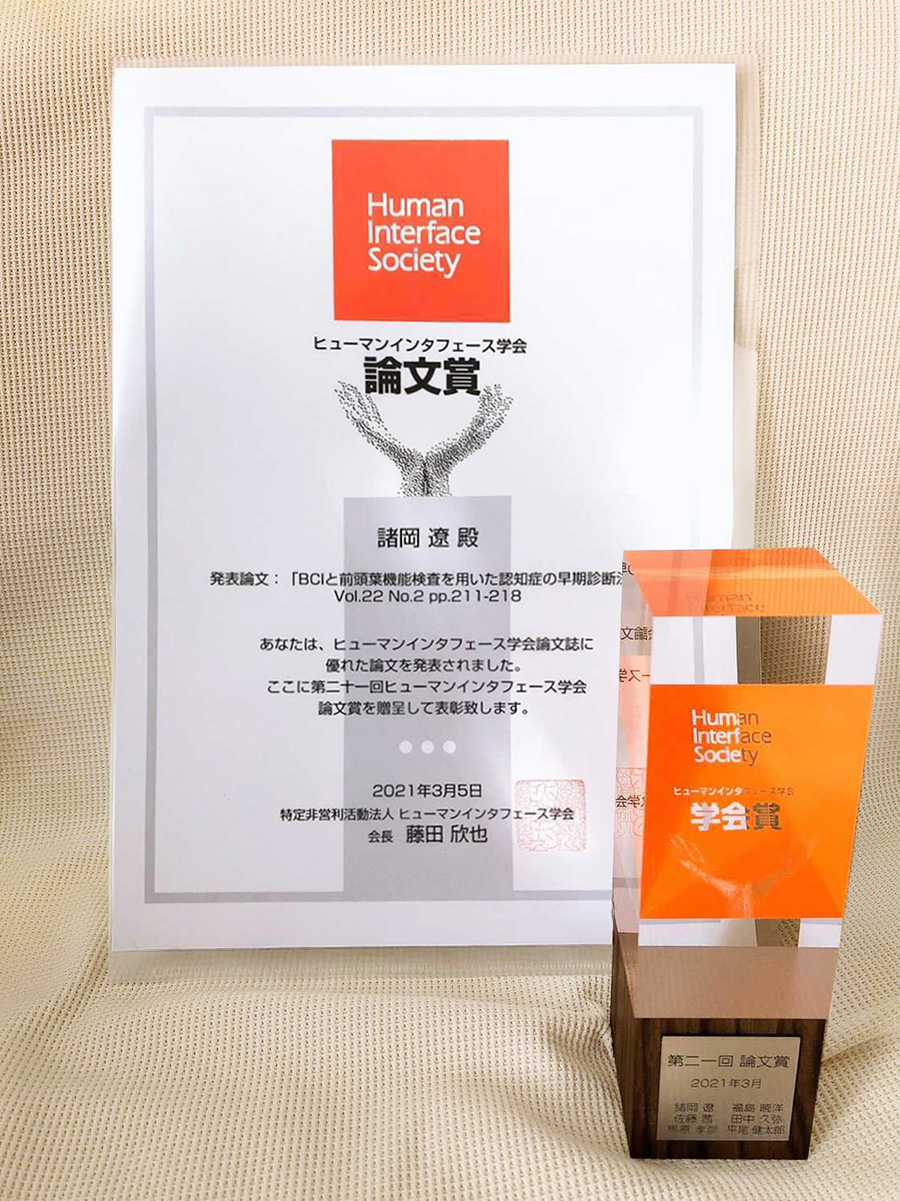 Human
Interface
Society
ヒューマンインタフェース学会
論文賞
諸岡 遼 殿
発表論文：「BCIと前頭葉機能検査を用いた認知症の早期診断
Vol.22 No.2 pp.211-218
あなたは、ヒューマンインタフェース学会論文誌に
優れた論文を発表されました。
ここに第二十一回ヒューマンインタフェース学会
論文賞を贈呈して表彰致します。
2021年3月5日
特定非営利活動法人 ヒューマンインタフェース学会
会長 藤田 欣也
Human
Interface
Society
ヒューマンインタフェース学会
学会賞
第二一回 論文賞
2021年3月
諸岡 遼 福島 暁洋
佐藤 茜 田中 久弥
原 平尾 健太郎